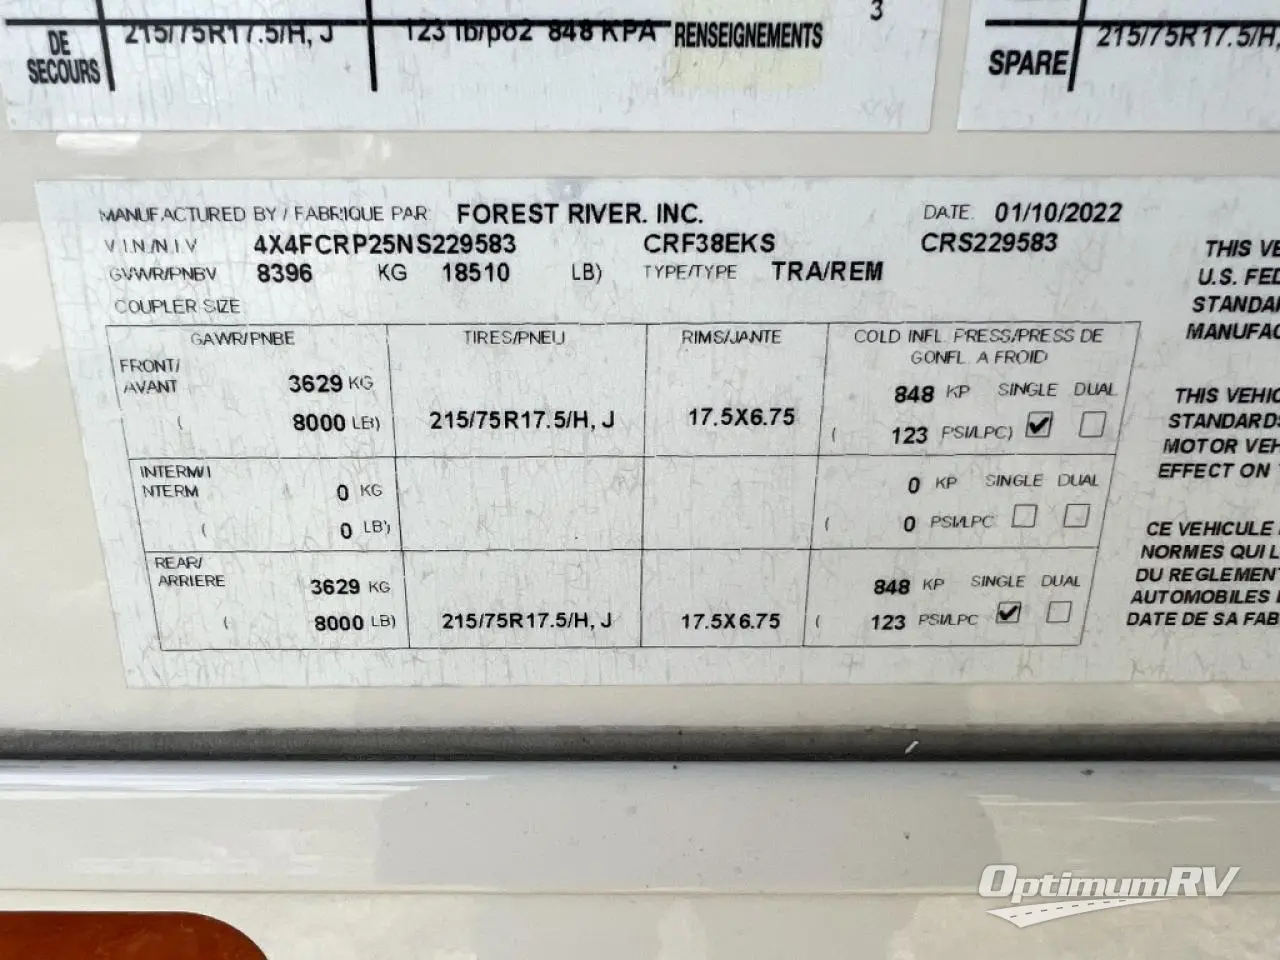 DE
SECOURS
215/75R17.5/H, J
123 lb/po2 848 KPA
RENSEIGNEMENTS
3
SPARE
215/75R17.5/H,
MANUFACTURED BY / FABRIQUE PAR FOREST RIVER. INC. DATE. 01/10/2022
V.I.N./N.I.V 4X4FCRP25NS229583 CRF38EKS CRS229583
GVWR/PNBV 8396 KG 18510 LB) TYPE/TYPE TRA/REM
COUPLER SIZE
GAWR/PNBE TIRES/PNEU RIMS/JANTE COLD INFL. PRESS/PRESS DE
GONFL. A FROID
FRONT/
AVANT 3629 KG 848 KP SINGLE DUAL
( 8000 LB) 215/75R17.5/H, J 17.5X6.75 ( 123 PSI/LPC) ✔
INTERM/I
NTERM 0 KG 0 KP SINGLE DUAL
( 0 LB) ( 0 PSI/LPC
REAR/
ARRIERE 3629 KG 848 KP SINGLE DUAL
( 8000 LB) 215/75R17.5/H, J 17.5X6.75 ( 123 PSI/LPC ✔
THIS VE
U.S. FED
STANDA
MANUFAC
THIS VEHIC
STANDARDS
MOTOR VEH
EFFECT ON
CE VEHICULE
NORMES QUI L
DU REGLEMENT
AUTOMOBILES
DATE DE SA FAB
OptimumRV